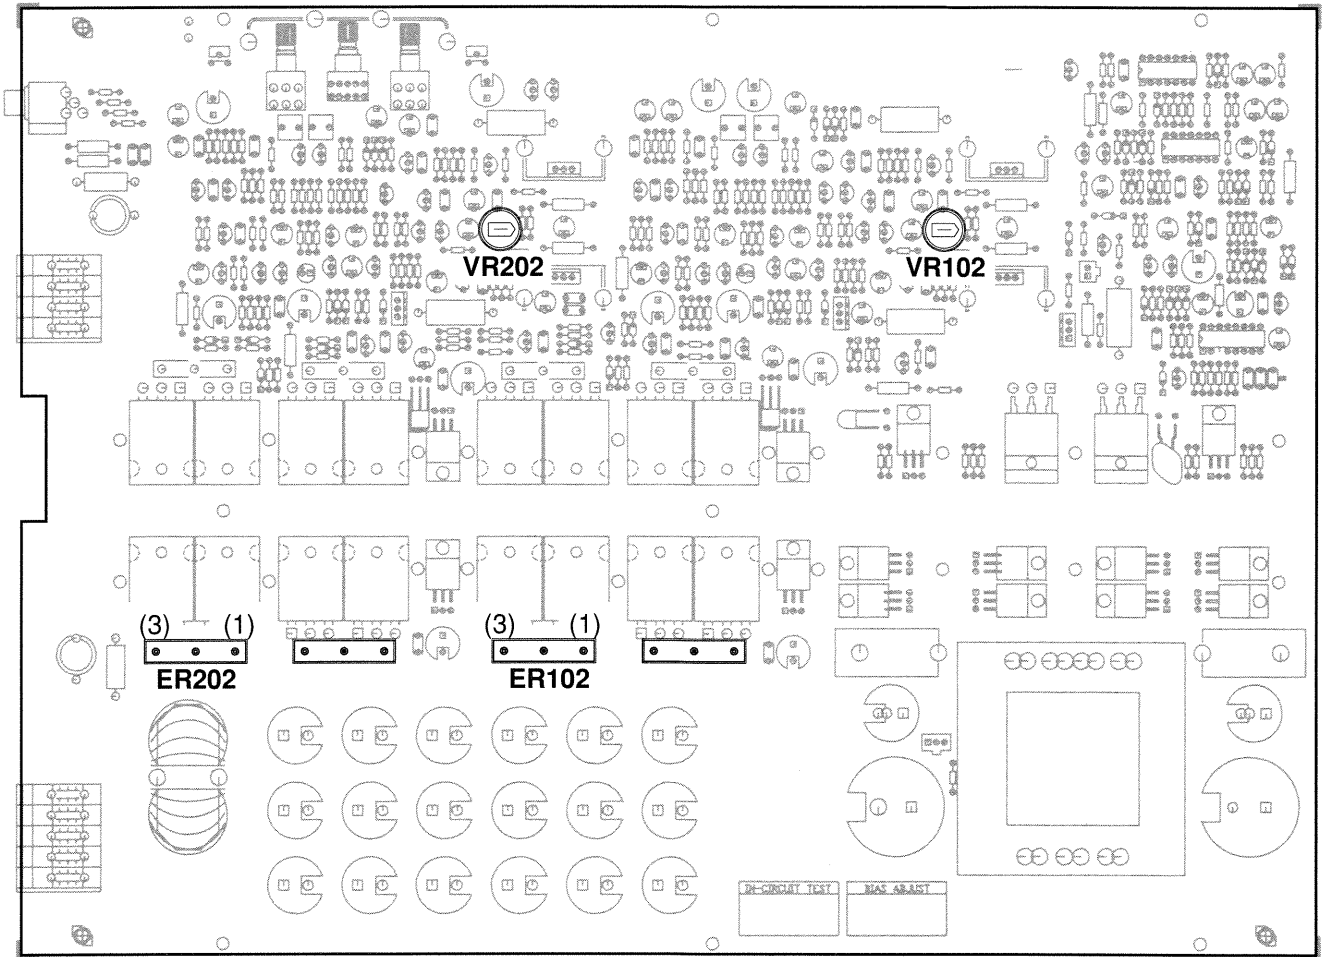 VR202
VR102
(3) (1)
(3) (1)
ER202
ER102
IN-CIRCUIT TEST
BIAS ADJUST